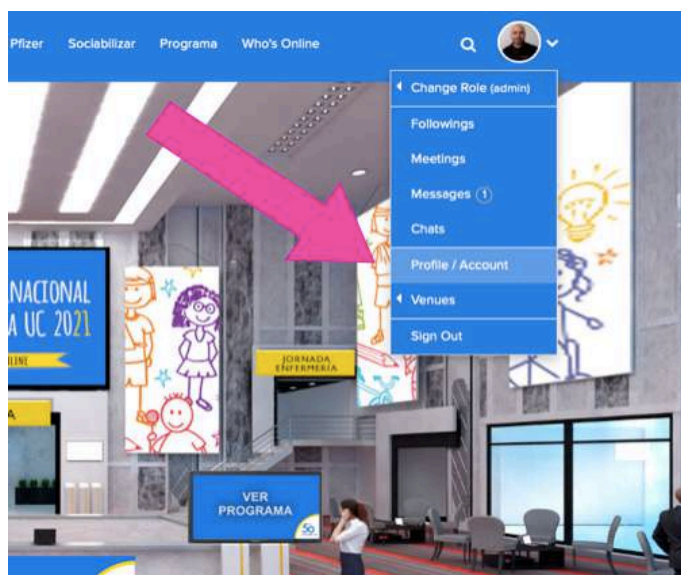 Pfizer Sociabilizar Programa Who's Online
Change Role (admin)
Followings
Meetings
Messages 1
Chats
Profile / Account
Venues
Sign Out
NACIONAL
A UC 2021
LINE
JORNADA
ENFERMERÍA
A
VER
PROGRAMA
50